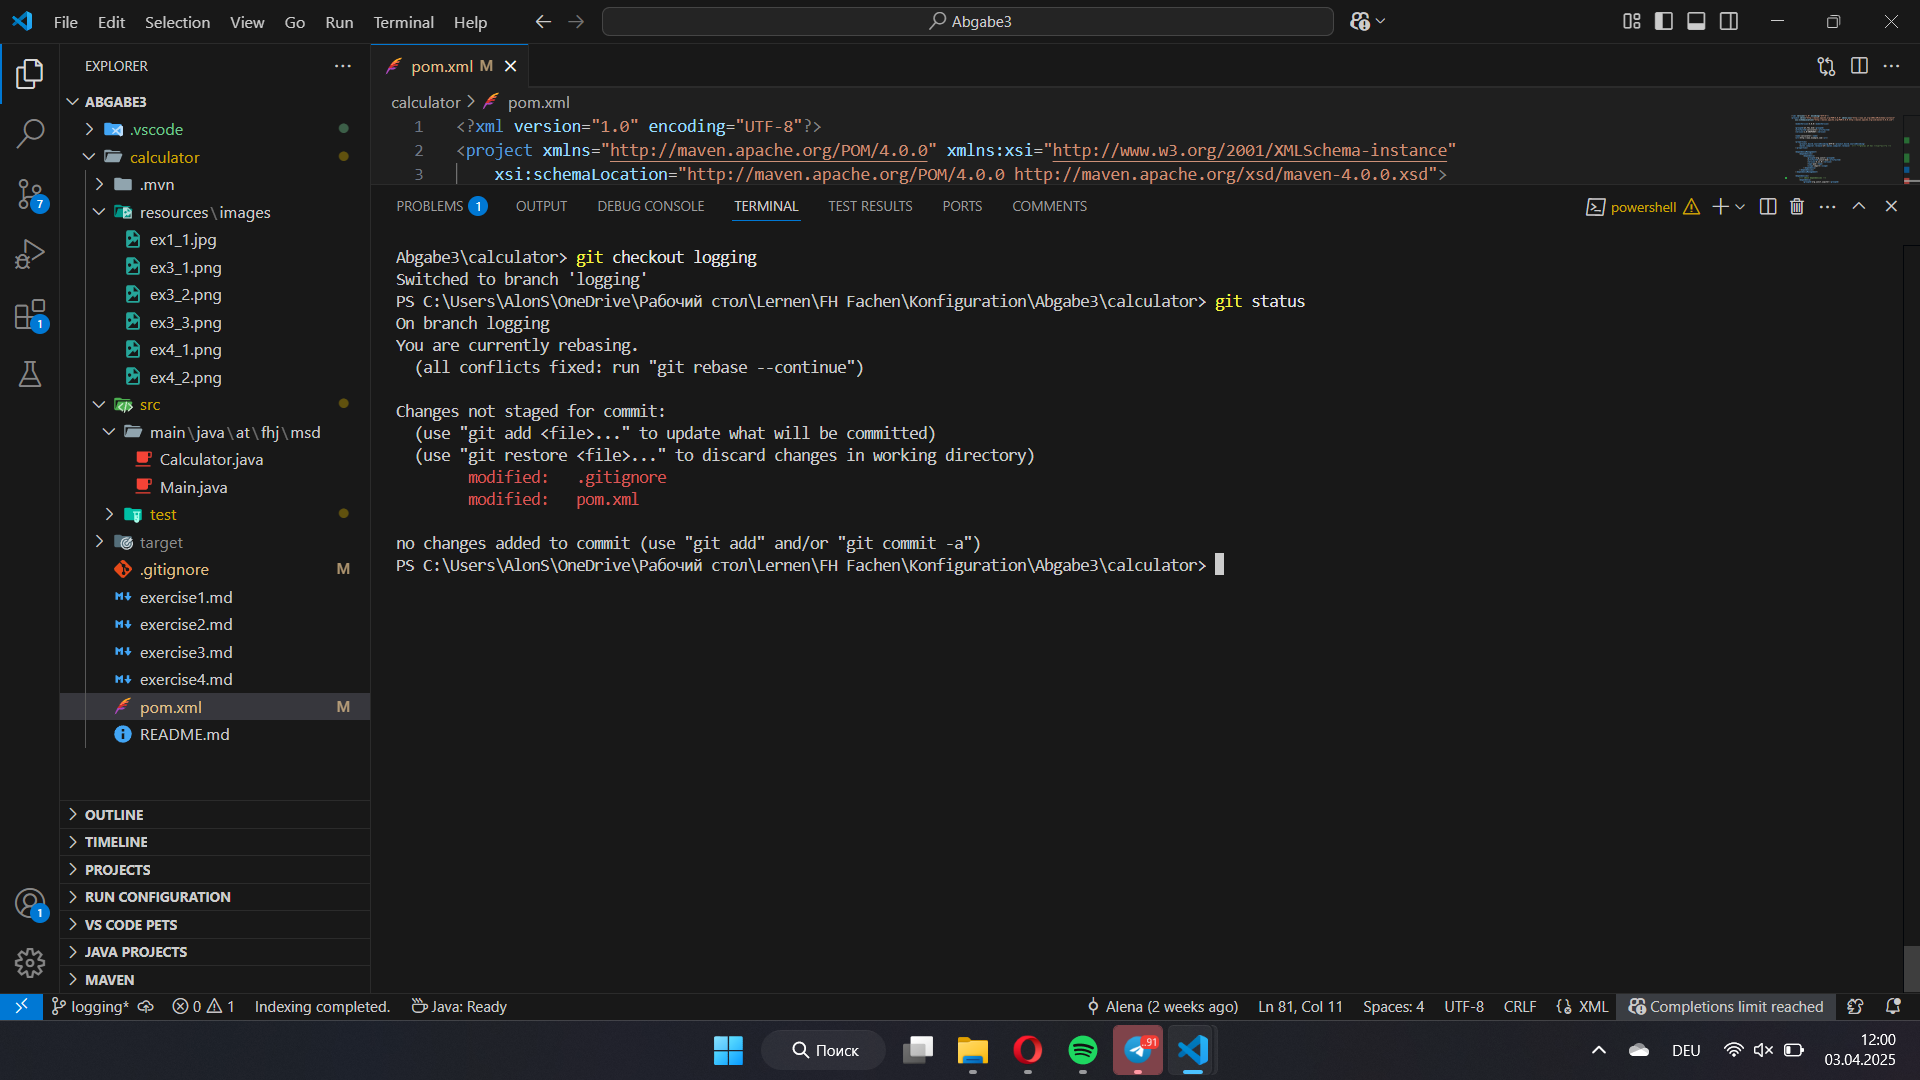 File Edit Selection View Go Run Terminal Help
Abgabe3
EXPLORER
ABGABE3
.vscode
calculator
.mvn
resources\images
ex1_1.jpg
ex3_1.png
ex3_2.png
ex3_3.png
ex4_1.png
ex4_2.png
src
main\java\at\fhj\msd
Calculator.java
Main.java
test
target
.gitignore M
exercise1.md
exercise2.md
exercise3.md
exercise4.md
pom.xml M
README.md
OUTLINE
TIMELINE
PROJECTS
RUN CONFIGURATION
VS CODE PETS
JAVA PROJECTS
MAVEN
7
1
1
pom.xml M
calculator > pom.xml
1 <?xml version="1.0" encoding="UTF-8"?>
2 <project xmlns="http://maven.apache.org/POM/4.0.0" xmlns:xsi="http://www.w3.org/2001/XMLSchema-instance"
3 xsi:schemaLocation="http://maven.apache.org/POM/4.0.0 http://maven.apache.org/xsd/maven-4.0.0.xsd">
PROBLEMS 1 OUTPUT DEBUG CONSOLE TERMINAL TEST RESULTS PORTS COMMENTS
powershell
Abgabe3\calculator> git checkout logging
Switched to branch 'logging'
PS C:\Users\AlonS\OneDrive\Рабочий стол\Lernen\FH Fachen\Konfiguration\Abgabe3\calculator> git status
On branch logging
You are currently rebasing.
(all conflicts fixed: run "git rebase --continue")
Changes not staged for commit:
(use "git add <file>..." to update what will be committed)
(use "git restore <file>..." to discard changes in working directory)
modified: .gitignore
modified: pom.xml
no changes added to commit (use "git add" and/or "git commit -a")
PS C:\Users\AlonS\OneDrive\Рабочий стол\Lernen\FH Fachen\Konfiguration\Abgabe3\calculator>
logging* 0 1 Indexing completed. Java: Ready
Alena (2 weeks ago) Ln 81, Col 11 Spaces: 4 UTF-8 CRLF XML Completions limit reached
Поиск
91
DEU
12:00
03.04.2025